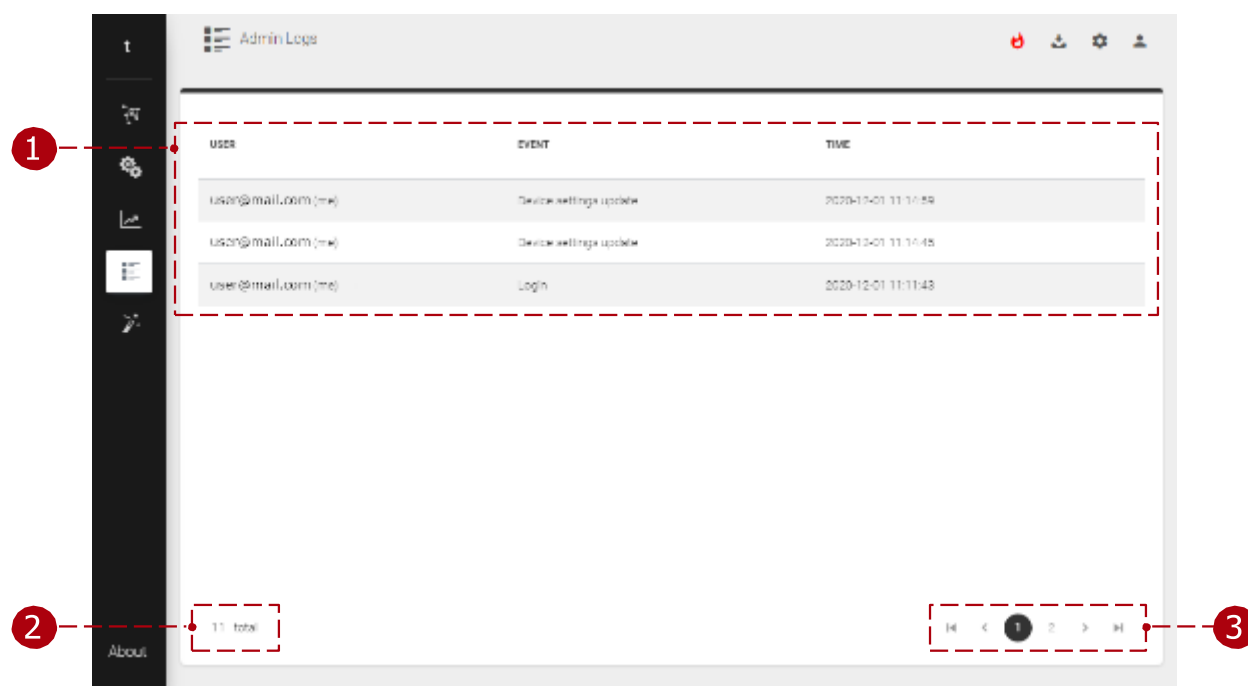 t
Admin Logs
1
USER EVENT TIME
user@mail.com (me) Device settings update 2020-12-01 11:14:59
user@mail.com (me) Device settings update 2020-12-01 11:14:45
user@mail.com (me) Login 2020-12-01 11:11:43
2
11 total
1 2
3
About